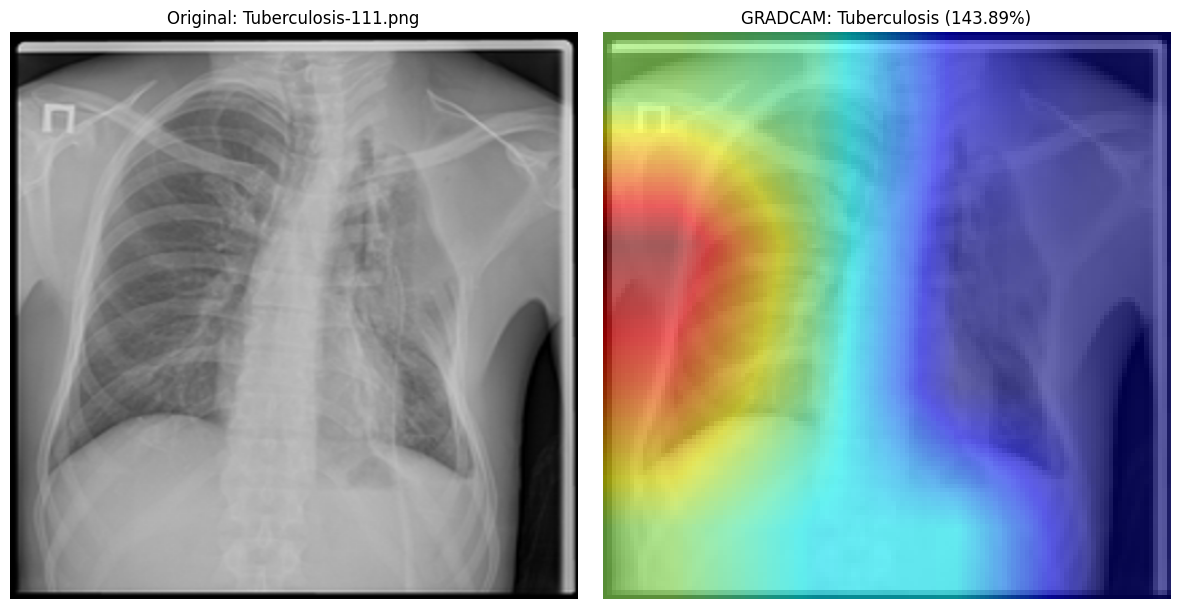 Original: Tuberculosis-111.png
GRADCAM: Tuberculosis (143.89%)
П
П